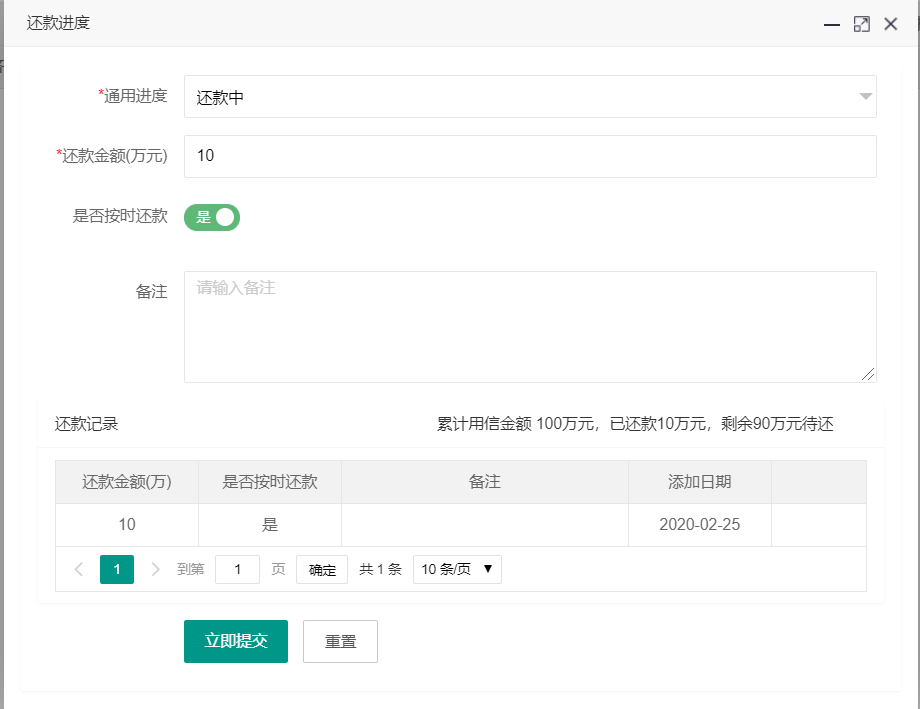 还款进度
*通用进度 还款中
*还款金额(万元) 10
是否按时还款 是
备注 请输入备注
还款记录 累计用信金额 100万元，已还款10万元，剩余90万元待还
还款金额(万) 是否按时还款 备注 添加日期
10 是 2020-02-25
1 到第 1 页 确定 共 1 条 10 条/页
立即提交 重置